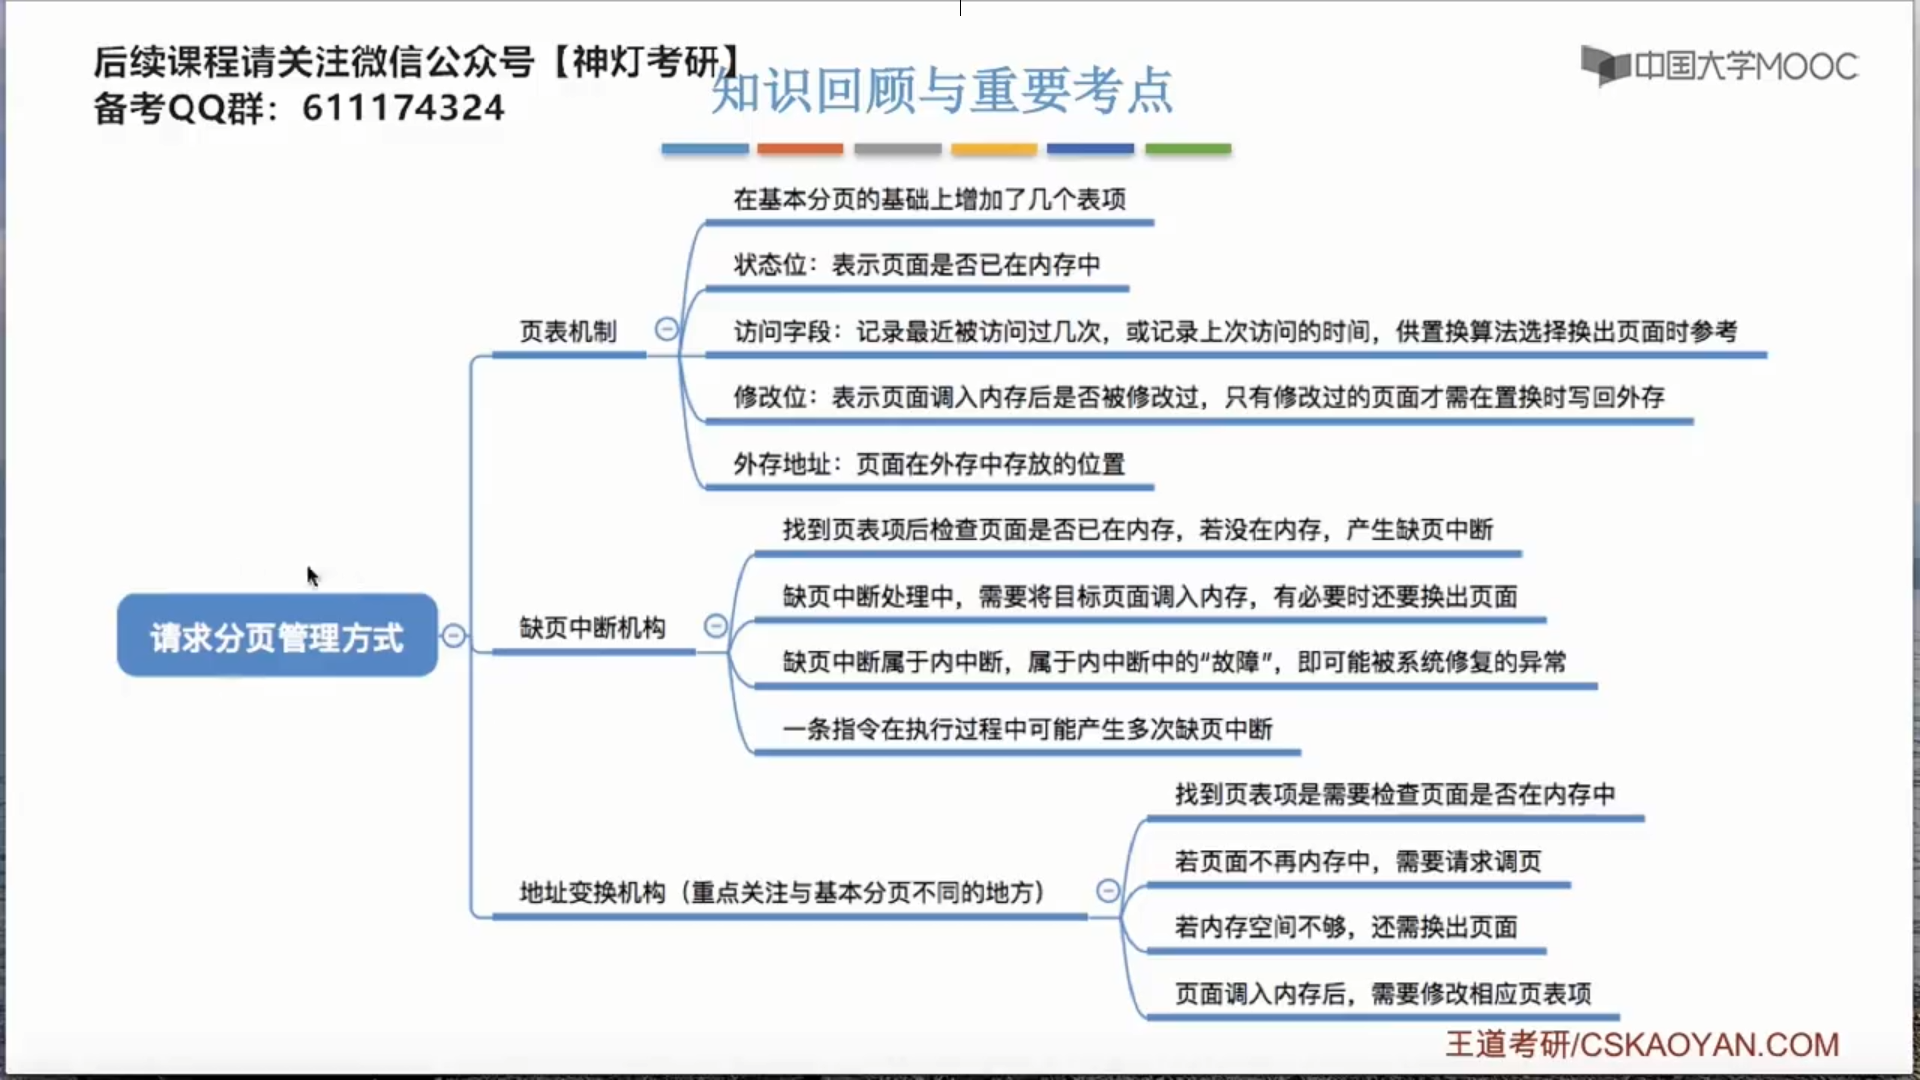 后续课程请关注微信公众号【神灯考研】
备考QQ群：611174324
知识回顾与重要考点
中国大学MOOC
在基本分页的基础上增加了几个表项
状态位：表示页面是否已在内存中
页表机制
访问字段：记录最近被访问过几次，或记录上次访问的时间，供置换算法选择换出页面时参考
修改位：表示页面调入内存后是否被修改过，只有修改过的页面才需在置换时写回外存
外存地址：页面在外存中存放的位置
找到页表项后检查页面是否已在内存，若没在内存，产生缺页中断
缺页中断处理中，需要将目标页面调入内存，有必要时还要换出页面
请求分页管理方式
缺页中断机构
缺页中断属于内中断，属于内中断中的“故障”，即可能被系统修复的异常
一条指令在执行过程中可能产生多次缺页中断
找到页表项是需要检查页面是否在内存中
若页面不再内存中，需要请求调页
地址变换机构（重点关注与基本分页不同的地方）
若内存空间不够，还需换出页面
页面调入内存后，需要修改相应页表项
王道考研/CSKAOYAN.COM